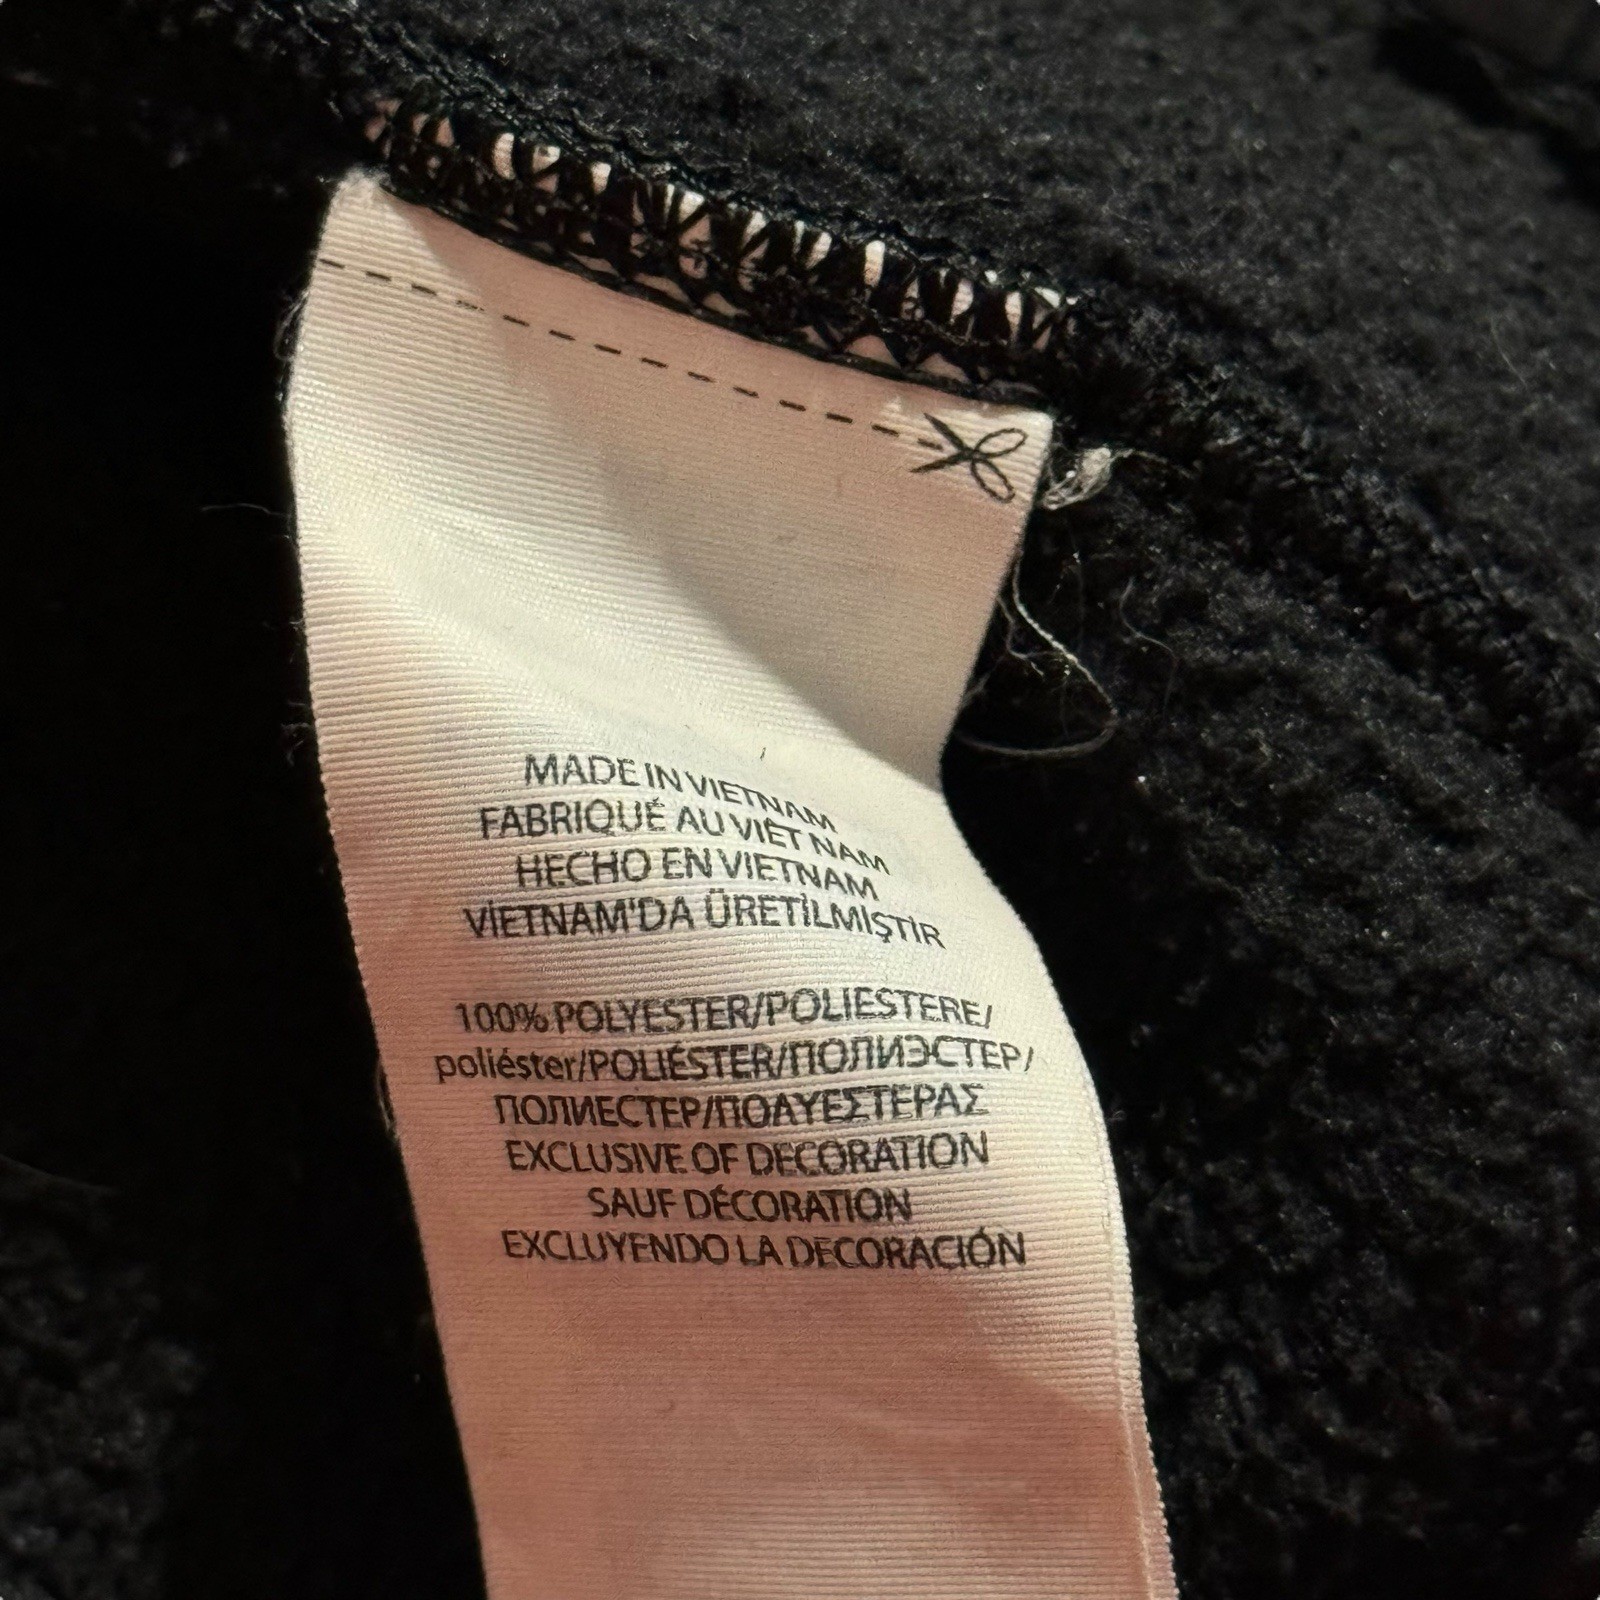 MADE IN VIETNAM
FABRIQUÉ AU VIÊT NAM
HECHO EN VIETNAM
VİETNAM'DA ÜRETİLMİŞTİR
100% POLYESTER/POLIESTERE/
poliéster/POLIÉSTER/ПОЛИЭСТЕР/
ПОЛИЕСТЕР/ΠΟΛΥΕΣΤΕΡΑΣ
EXCLUSIVE OF DECORATION
SAUF DÉCORATION
EXCLUYENDO LA DECORACIÓN